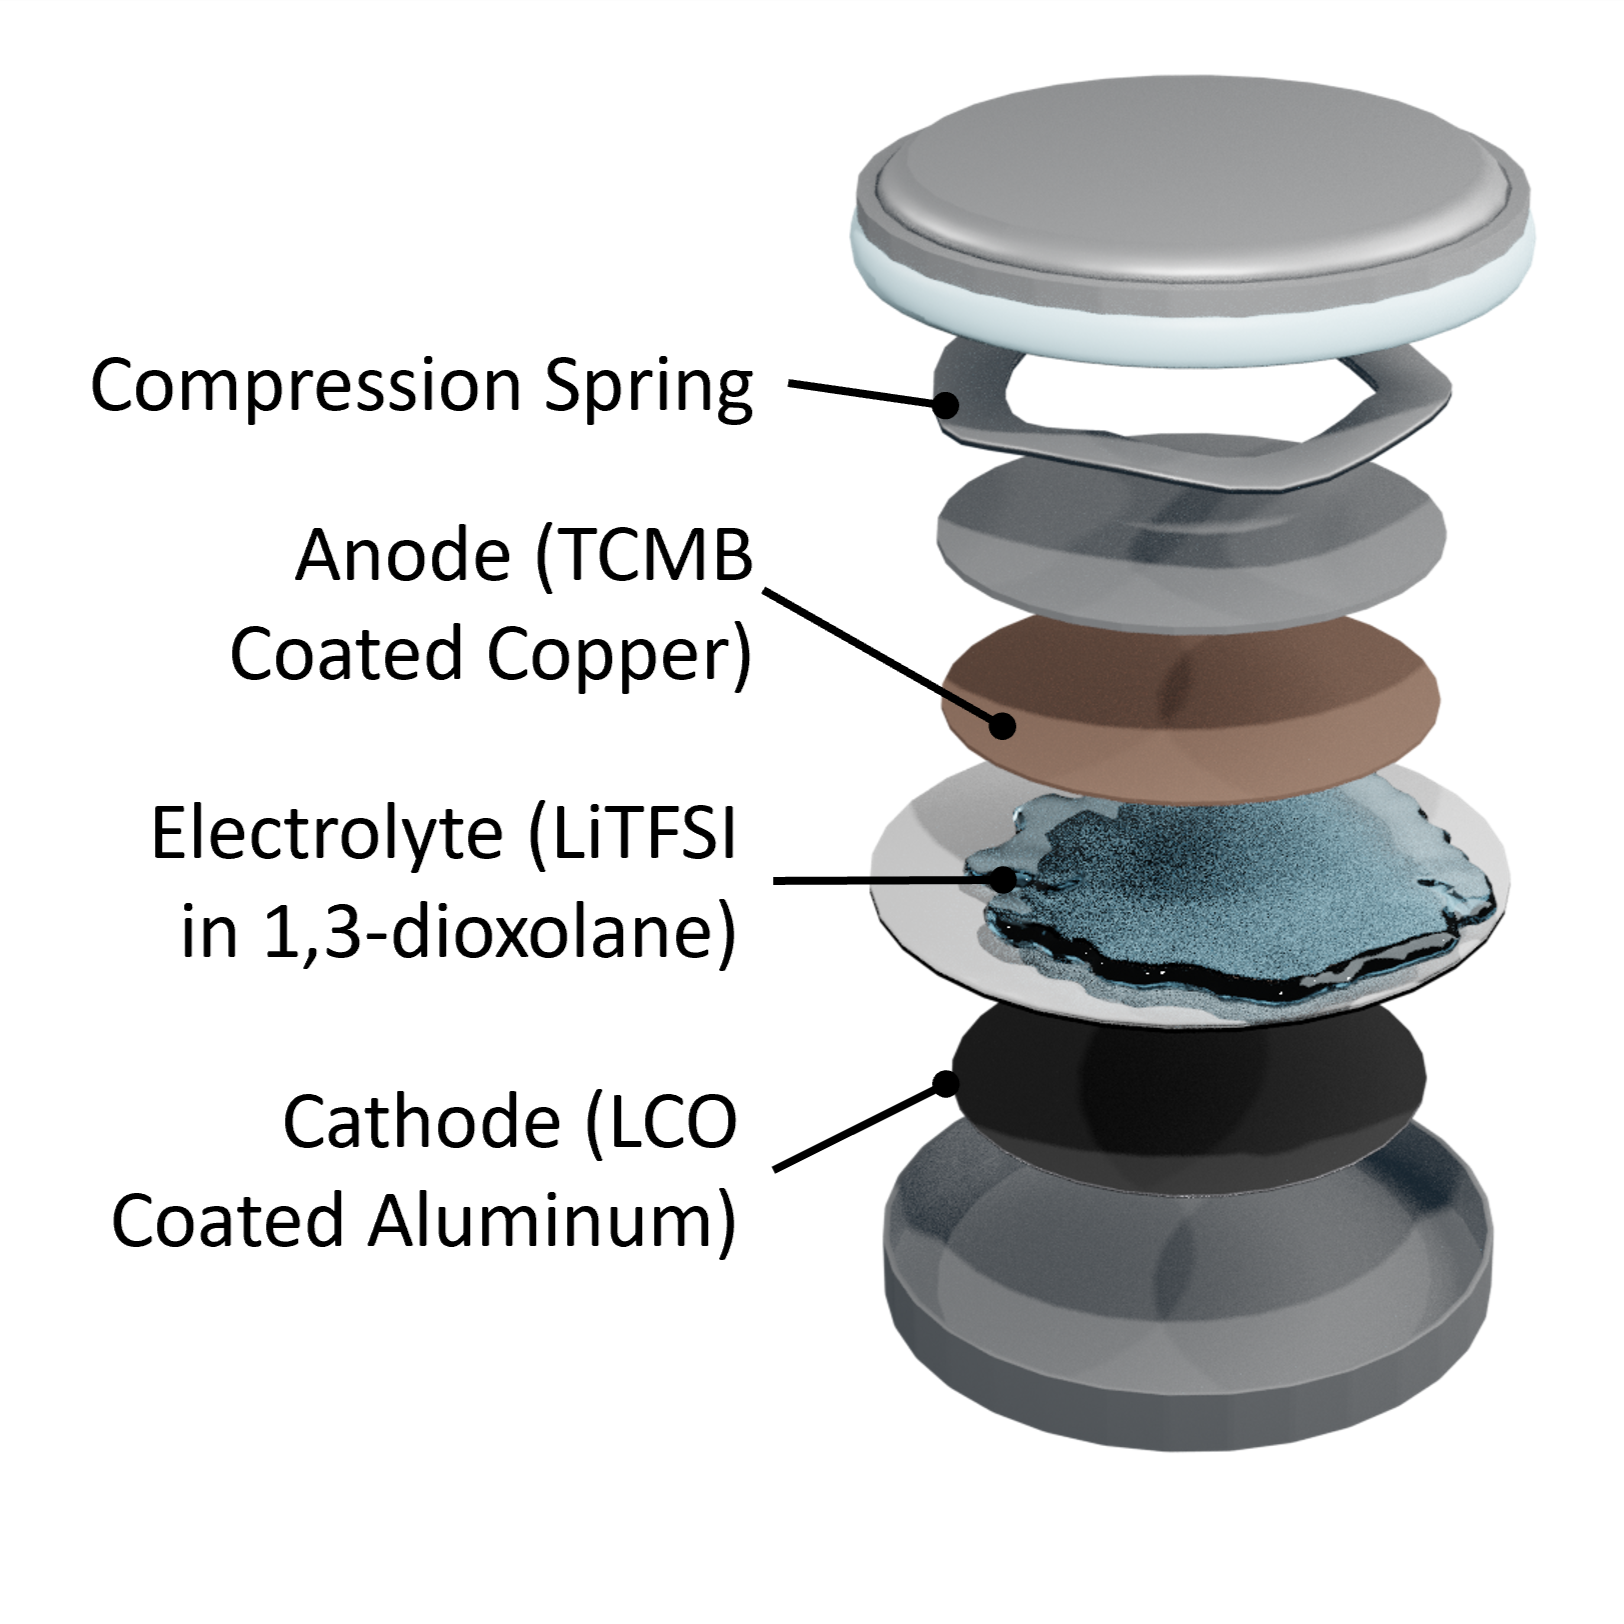 Compression Spring
Anode (TCMB
Coated Copper)
Electrolyte (LiTFSI
in 1,3-dioxolane)
Cathode (LCO
Coated Aluminum)